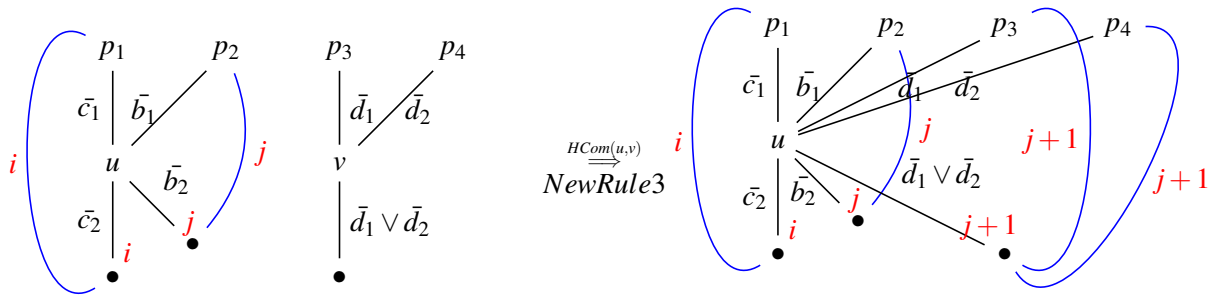 p₁ p₂ p₃ p₄ p₁ p₂ p₃ p₄
c̄₁ b̄₁ d̄₁ d̄₂ c̄₁ b̄₁ d̄₁ d̄₂
i u j v HCom(u,v) i u j j+1 j+1
⟹
NewRule3
b̄₂ d̄₁ ∨ d̄₂
c̄₂ j d̄₁ ∨ d̄₂ c̄₂ b̄₂ j
i i j+1